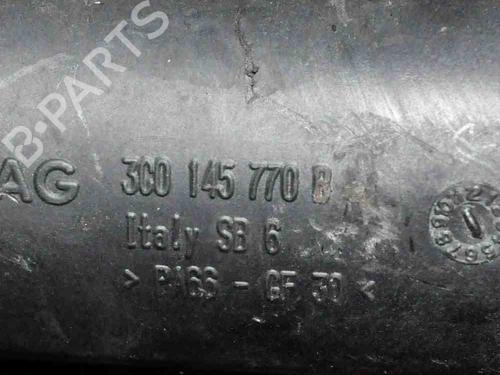 B-PARTS
AG 3C0 145 770 B
Italy SB 6
> PA66 - GF 30 <